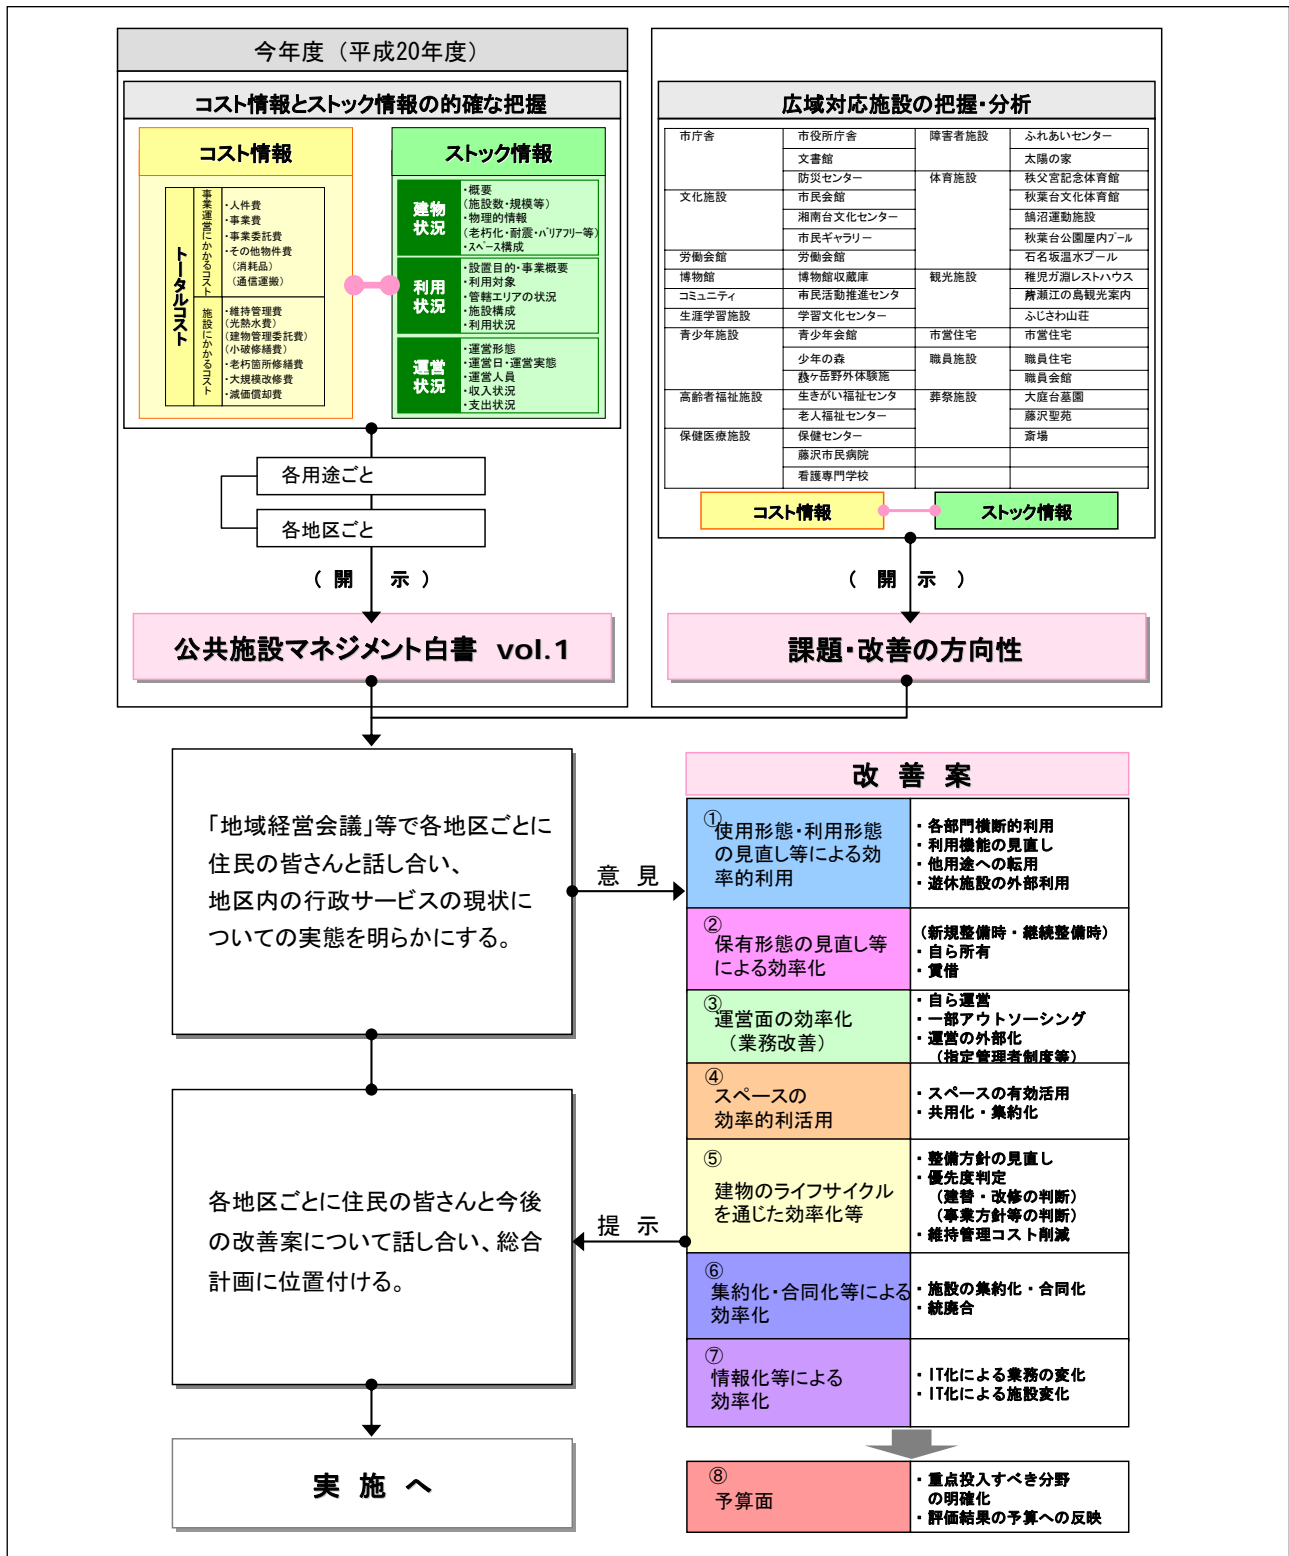 今年度（平成20年度）
コスト情報とストック情報の的確な把握
コスト情報
トータルコスト
事業運営にかかるコスト
・人件費
・事業費
・事業委託費
・その他物件費
（消耗品）
（通信運搬）
施設にかかるコスト
・維持管理費
（光熱水費）
（建物管理委託費）
（小破修繕費）
・老朽箇所修繕費
・大規模改修費
・減価償却費
ストック情報
建物
状況
・概要
（施設数・規模等）
・物理的情報
（老朽化・耐震・バリアフリー等）
・スペース構成
利用
状況
・設置目的・事業概要
・利用対象
・管轄エリアの状況
・施設構成
・利用状況
運営
状況
・運営形態
・運営日・運営実態
・運営人員
・収入状況
・支出状況
各用途ごと
各地区ごと
（ 開 示 ）
公共施設マネジメント白書 vol.1
広域対応施設の把握・分析
市庁舎 市役所庁舎 障害者施設 ふれあいセンター
文書館 太陽の家
防災センター 体育施設 秩父宮記念体育館
文化施設 市民会館 秋葉台文化体育館
湘南台文化センター 鵠沼運動施設
市民ギャラリー 秋葉台公園屋内プール
労働会館 労働会館 石名坂温水プール
博物館 博物館収蔵庫 観光施設 稚児ガ淵レストハウス
コミュニティ 市民活動推進センタ 瀬江の島観光案内
生涯学習施設 学習文化センター ふじさわ山荘
青少年施設 青少年会館 市営住宅 市営住宅
少年の森 職員施設 職員住宅
ヶ岳野外体験施 職員会館
高齢者福祉施設 生きがい福祉センタ 葬祭施設 大庭台墓園
老人福祉センター 藤沢聖苑
保健医療施設 保健センター 斎場
藤沢市民病院
看護専門学校
コスト情報 ストック情報
（ 開 示 ）
課題・改善の方向性
「地域経営会議」等で各地区ごとに
住民の皆さんと話し合い、
地区内の行政サービスの現状に
ついての実態を明らかにする。
意 見
各地区ごとに住民の皆さんと今後
の改善案について話し合い、総合
計画に位置付ける。
提 示
実 施 へ
改 善 案
①
使用形態・利用形態
の見直し等による効
率的利用
・各部門横断的利用
・利用機能の見直し
・他用途への転用
・遊休施設の外部利用
②
保有形態の見直し等
による効率化
（新規整備時・継続整備時）
・自ら所有
・賃借
③
運営面の効率化
（業務改善）
・自ら運営
・一部アウトソーシング
・運営の外部化
（指定管理者制度等）
④
スペースの
効率的利活用
・スペースの有効活用
・共用化・集約化
⑤
建物のライフサイクル
を通じた効率化等
・整備方針の見直し
・優先度判定
（建替・改修の判断）
（事業方針等の判断）
・維持管理コスト削減
⑥
集約化・合同化等による
効率化
・施設の集約化・合同化
・統廃合
⑦
情報化等による
効率化
・IT化による業務の変化
・IT化による施設変化
⑧
予算面
・重点投入すべき分野
の明確化
・評価結果の予算への反映